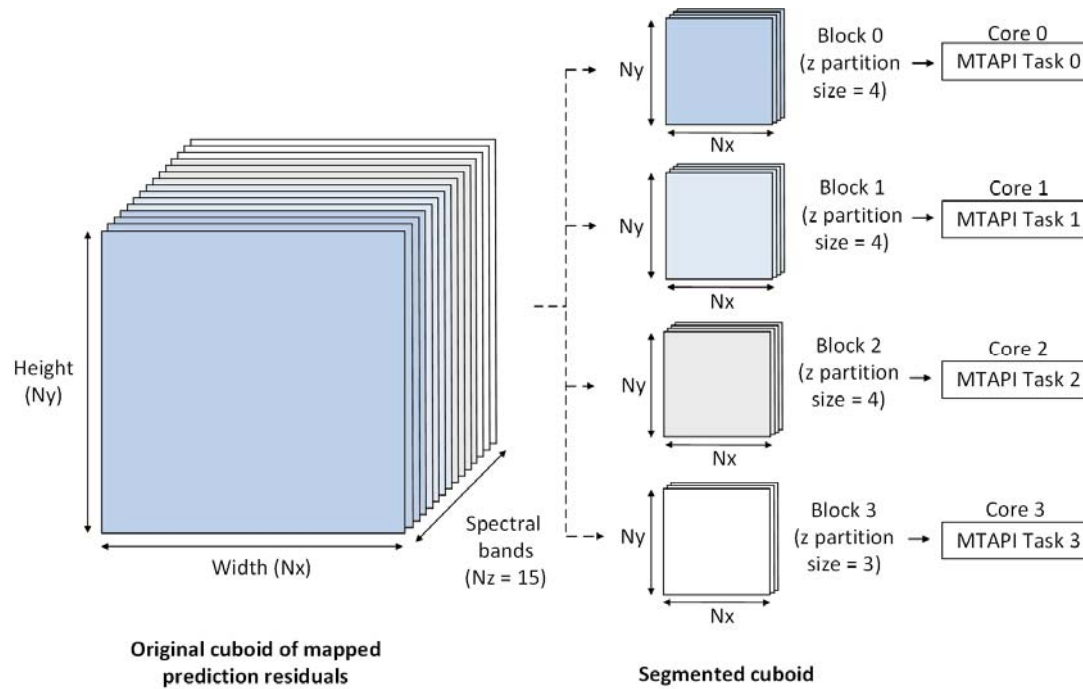 Height
(Ny)
Width (Nx)
Spectral
bands
(Nz = 15)
Original cuboid of mapped
prediction residuals
Ny
Nx
Block 0
(z partition
size = 4)
Core 0
MTAPI Task 0
Ny
Nx
Block 1
(z partition
size = 4)
Core 1
MTAPI Task 1
Ny
Nx
Block 2
(z partition
size = 4)
Core 2
MTAPI Task 2
Ny
Nx
Block 3
(z partition
size = 3)
Core 3
MTAPI Task 3
Segmented cuboid